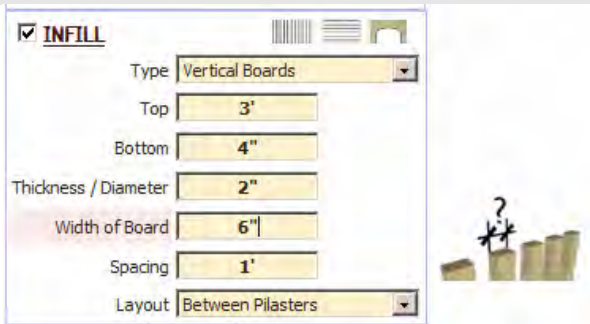 INFILL
Type Vertical Boards
Top 3'
Bottom 4"
Thickness / Diameter 2"
Width of Board 6"
Spacing 1'
Layout Between Pilasters
?